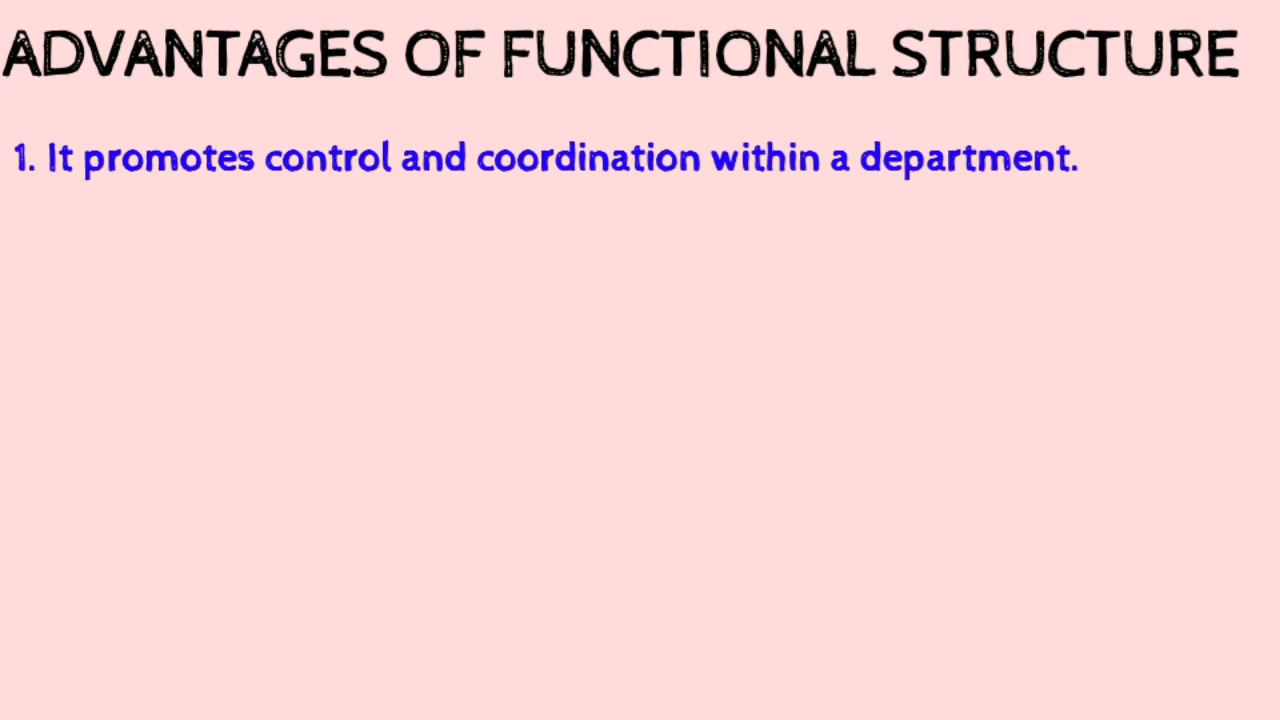 ADVANTAGES OF FUNCTIONAL STRUCTURE
1. It promotes control and coordination within a department.